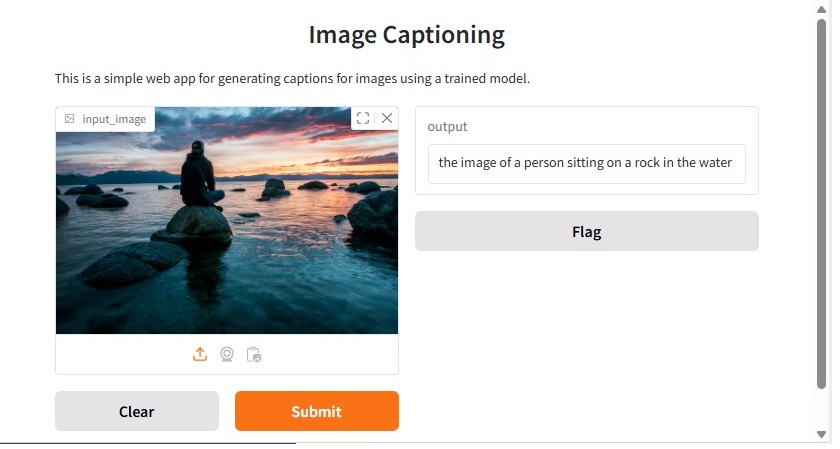 Image Captioning
This is a simple web app for generating captions for images using a trained model.
input_image
output
the image of a person sitting on a rock in the water
Flag
Clear
Submit